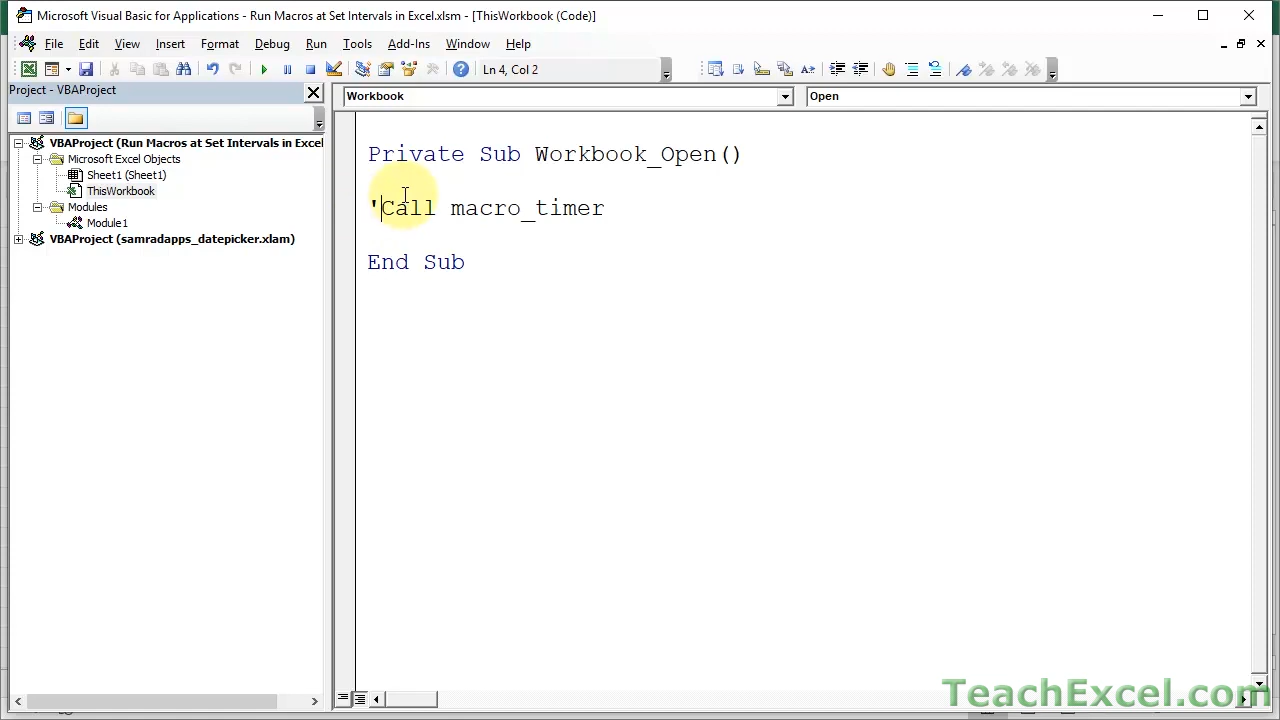 Microsoft Visual Basic for Applications - Run Macros at Set Intervals in Excel.xlsm - [ThisWorkbook (Code)]
File Edit View Insert Format Debug Run Tools Add-Ins Window Help
Ln 4, Col 2
Project - VBAProject
Workbook
Open
VBAProject (Run Macros at Set Intervals in Excel
Microsoft Excel Objects
Sheet1 (Sheet1)
ThisWorkbook
Modules
Module1
VBAProject (samradapps_datepicker.xlam)
Private Sub Workbook_Open()
'Call macro_timer
End Sub
TeachExcel.com